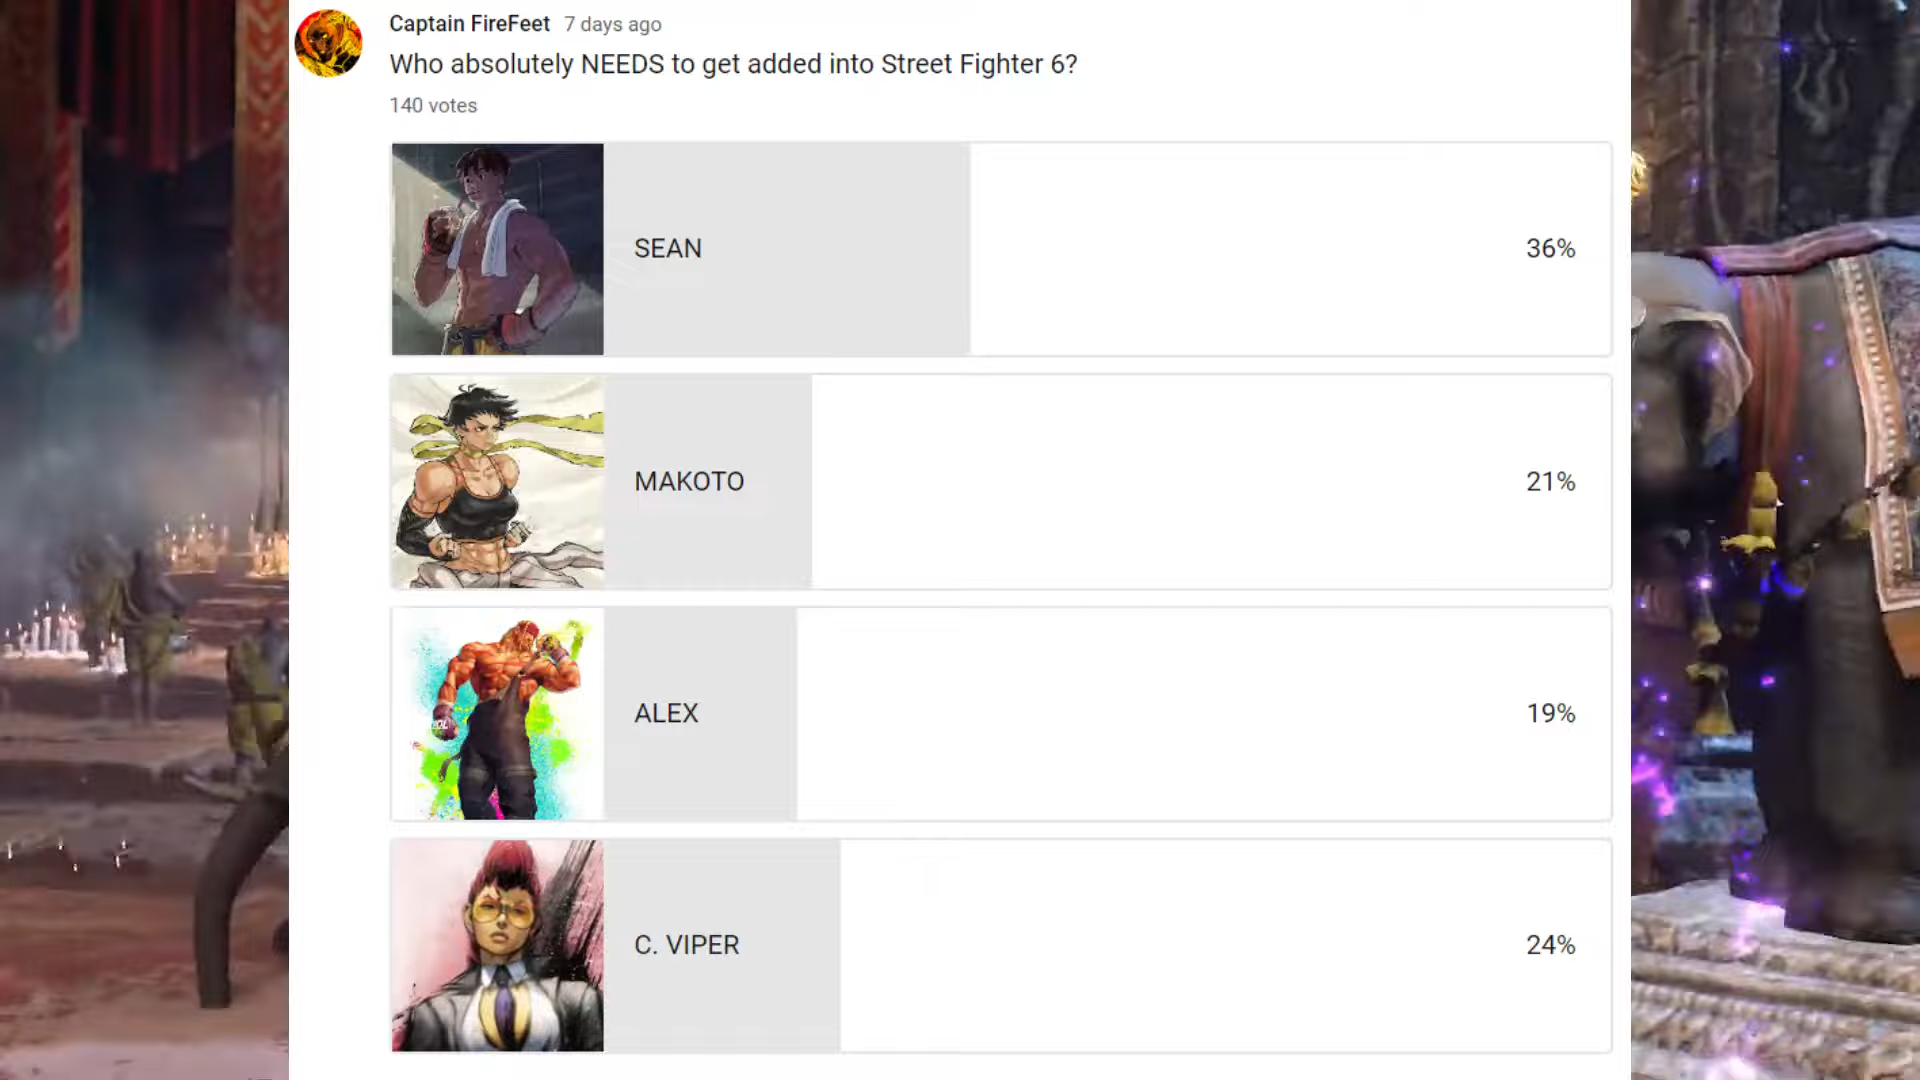 Captain FireFeet 7 days ago
Who absolutely NEEDS to get added into Street Fighter 6?
140 votes
SEAN 36%
MAKOTO 21%
ALEX 19%
C. VIPER 24%